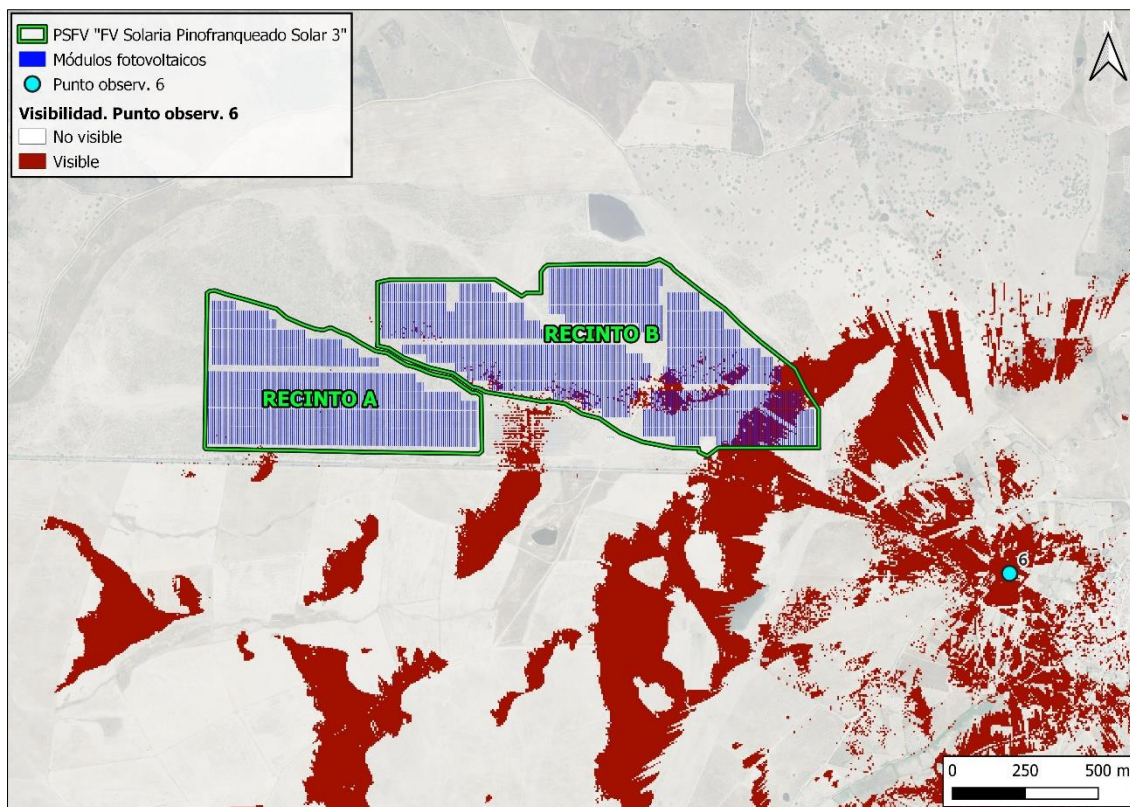 PSFV "FV Solaria Pinofranqueado Solar 3"
Módulos fotovoltaicos
Punto observ. 6
Visibilidad. Punto observ. 6
No visible
Visible
N
RECINTO B
RECINTO A
6
0 250 500 m